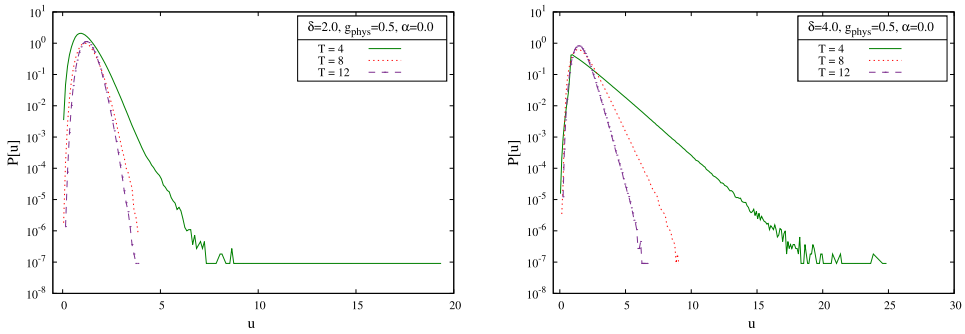 δ=2.0, g_phys=0.5, α=0.0
T = 4
T = 8
T = 12
P[u]
10^1
10^0
10^-1
10^-2
10^-3
10^-4
10^-5
10^-6
10^-7
10^-8
0 5 10 15 20
u
δ=4.0, g_phys=0.5, α=0.0
T = 4
T = 8
T = 12
P[u]
10^1
10^0
10^-1
10^-2
10^-3
10^-4
10^-5
10^-6
10^-7
10^-8
0 5 10 15 20 25 30
u